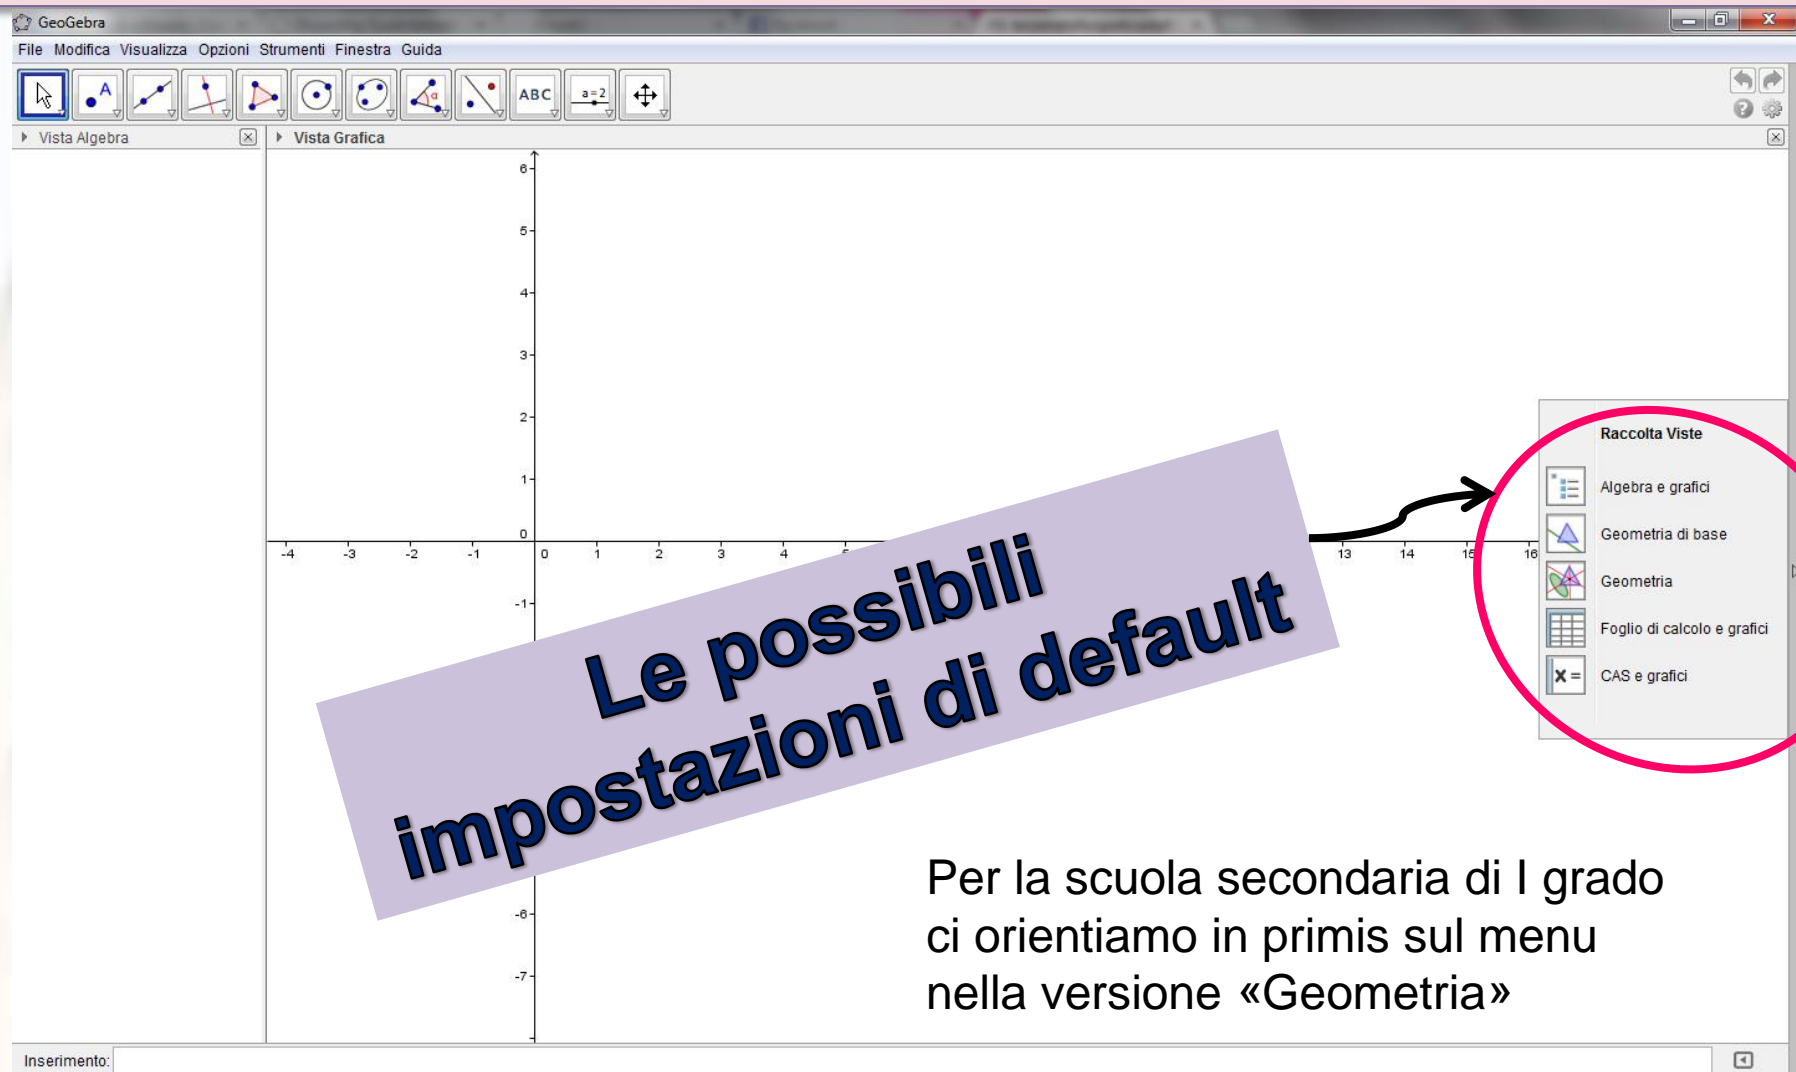 GeoGebra
File Modifica Visualizza Opzioni Strumenti Finestra Guida
A
α
ABC
a=2
Vista Algebra
Vista Grafica
6
5
4
3
2
1
0
-4 -3 -2 -1 0 1 2 3 4 13 14 15 16
-1
-6
-7
Raccolta Viste
Algebra e grafici
Geometria di base
Geometria
Foglio di calcolo e grafici
X =
CAS e grafici
Le possibili
impostazioni di default
Per la scuola secondaria di I grado
ci orientiamo in primis sul menu
nella versione «Geometria»
Inserimento: